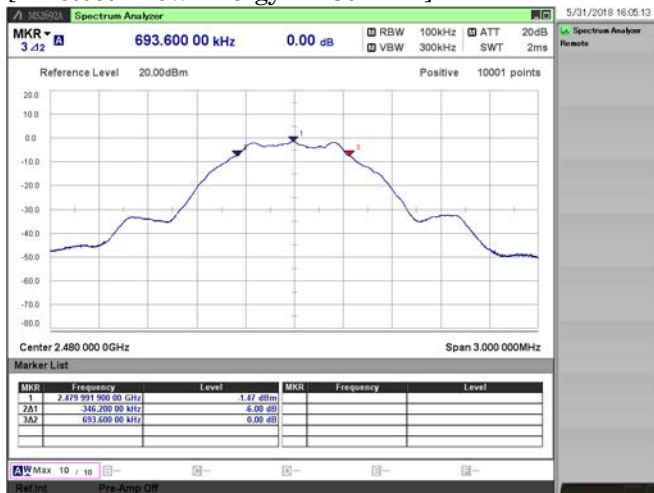 MS2692A Spectrum Analyzer
5/31/2018 16:05:13
MKR
3Δ2 A 693.600 00 kHz 0.00 dB
M RBW 100kHz M ATT 20dB
M VBW 300kHz SWT 2ms
Spectrum Analyzer
Remote
Reference Level 20.00dBm Positive 10001 points
20.0
10.0
0.0
-10.0
-20.0
-30.0
-40.0
-50.0
-60.0
-70.0
-80.0
1
3
Center 2.480 000 0GHz Span 3.000 000MHz
Marker List
MKR Frequency Level MKR Frequency Level
1 2.479 991 900 00 GHz -1.47 dBm
2Δ1 -346.200 00 kHz -6.00 dB
3Δ2 693.600 00 kHz 0.00 dB
A W Max 10 / 10
Ref.Int Pre-Amp Off